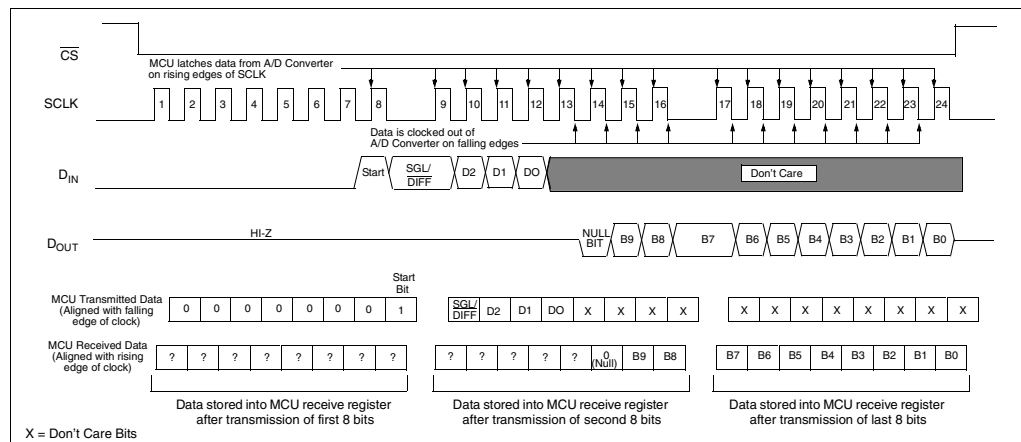 CS
MCU latches data from A/D Converter
on rising edges of SCLK
SCLK
1 2 3 4 5 6 7 8 9 10 11 12 13 14 15 16 17 18 19 20 21 22 23 24
Data is clocked out of
A/D Converter on falling edges
DIN
Start SGL/DIFF D2 D1 DO Don't Care
DOUT
HI-Z
NULL BIT B9 B8 B7 B6 B5 B4 B3 B2 B1 B0
Start
Bit
MCU Transmitted Data
(Aligned with falling
edge of clock)
0 0 0 0 0 0 0 1 SGL/DIFF D2 D1 DO X X X X X X X X X X X X
MCU Received Data
(Aligned with rising
edge of clock)
? ? ? ? ? ? ? ? ? ? ? ? ? 0 (Null) B9 B8 B7 B6 B5 B4 B3 B2 B1 B0
Data stored into MCU receive register
after transmission of first 8 bits
Data stored into MCU receive register
after transmission of second 8 bits
Data stored into MCU receive register
after transmission of last 8 bits
X = Don't Care Bits